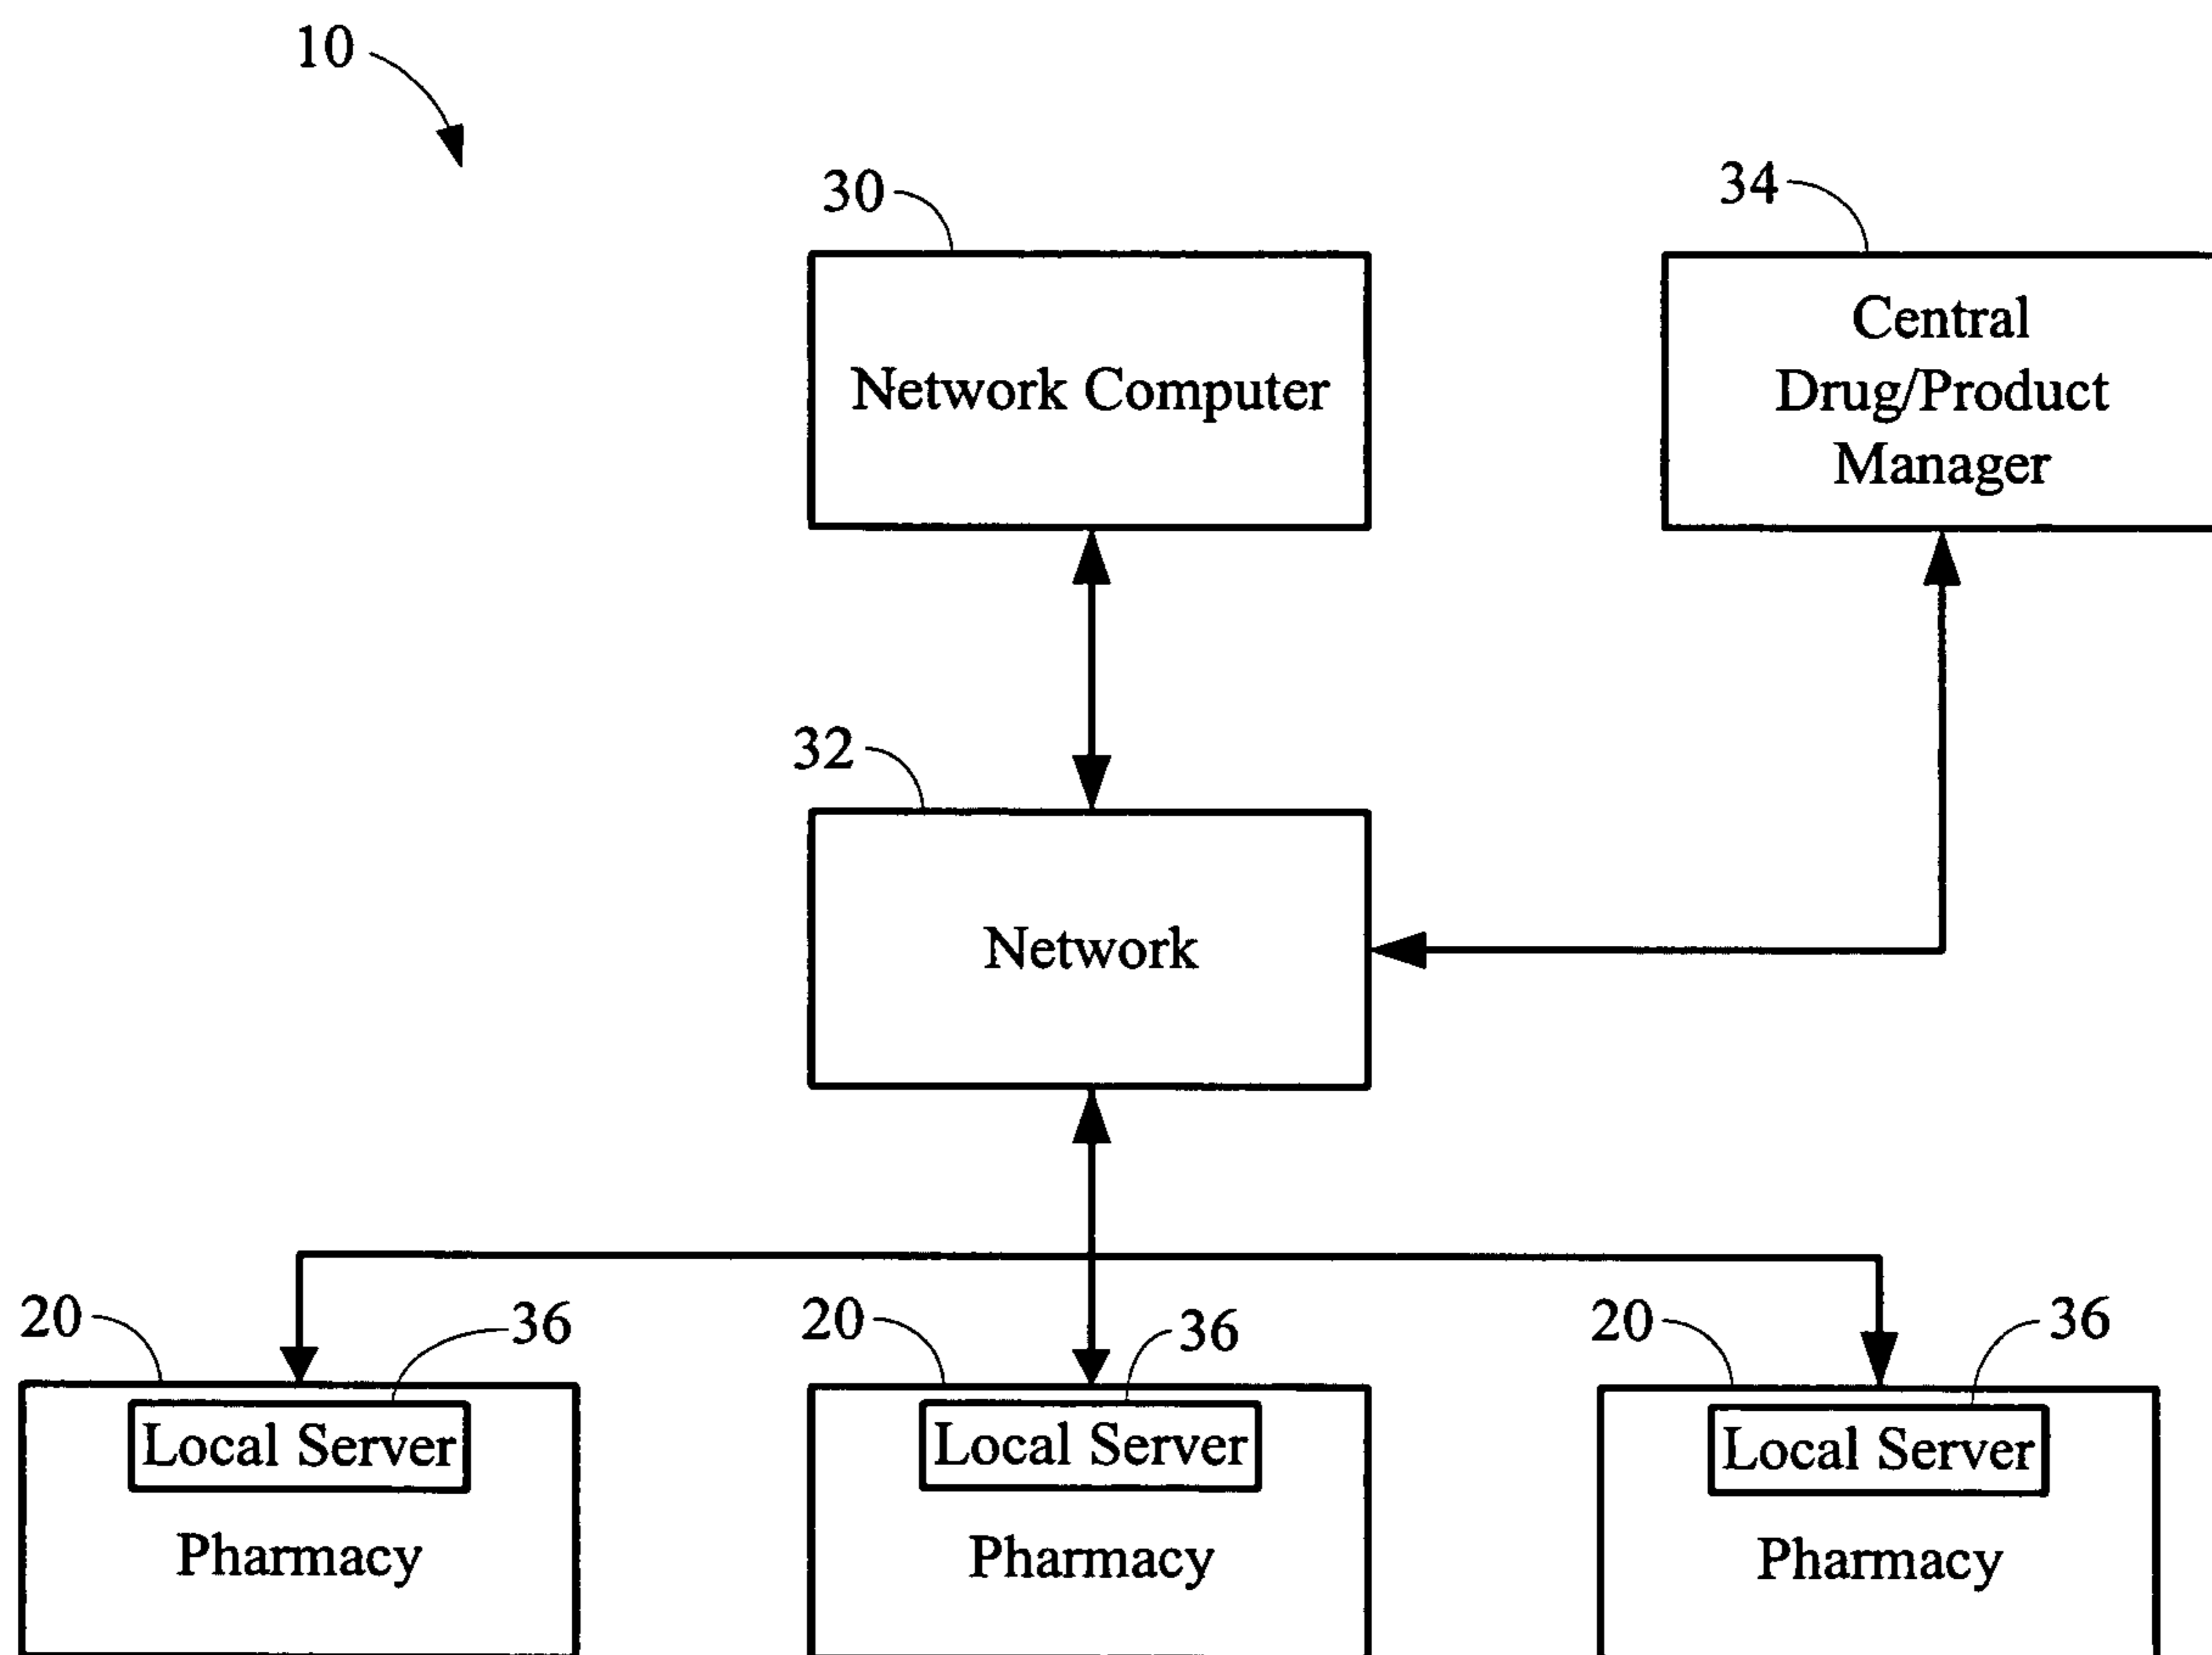 10
30
34
Network Computer
Central
Drug/Product
Manager
32
Network
20
36
20
36
20
36
Local Server
Local Server
Local Server
Pharmacy
Pharmacy
Pharmacy